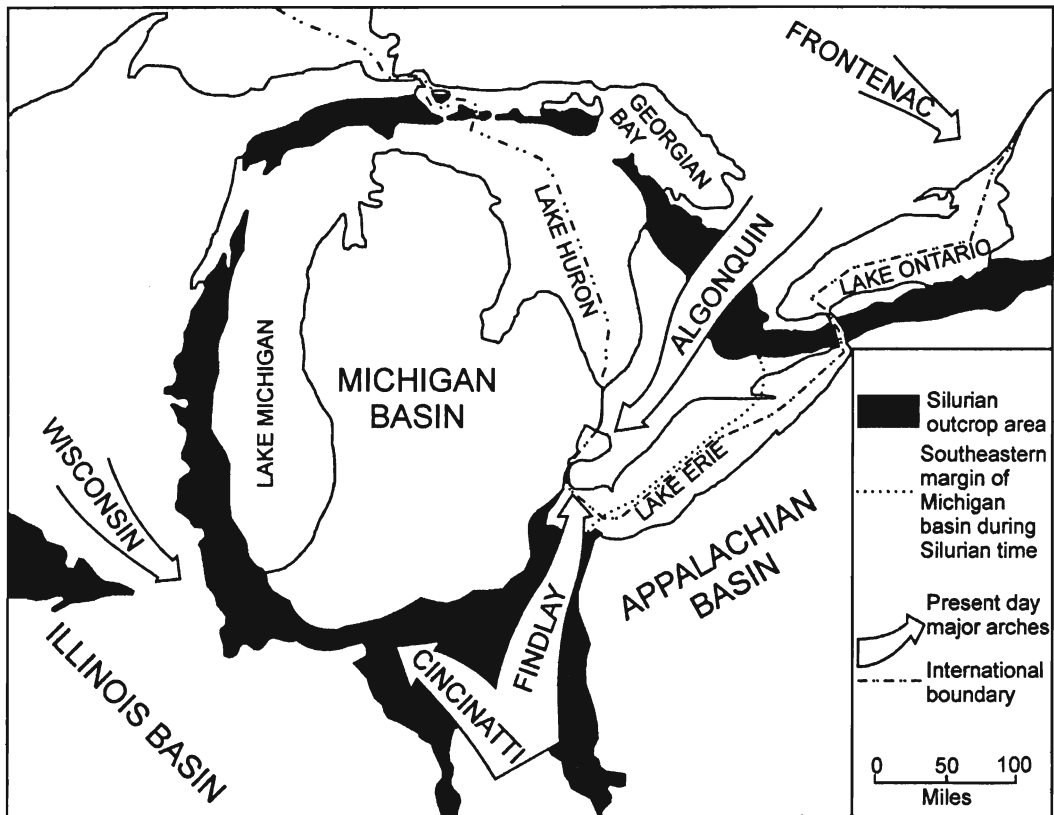 FRONTENAC
GEORGIAN
BAY
LAKE HURON
ALGONQUIN
LAKE ONTARIO
LAKE MICHIGAN
MICHIGAN
BASIN
WISCONSIN
LAKE ERIE
APPALACHIAN
BASIN
ILLINOIS BASIN
CINCINATTI
FINDLAY
Silurian
outcrop area
Southeastern
margin of
Michigan
basin during
Silurian time
Present day
major arches
International
boundary
0 50 100
Miles